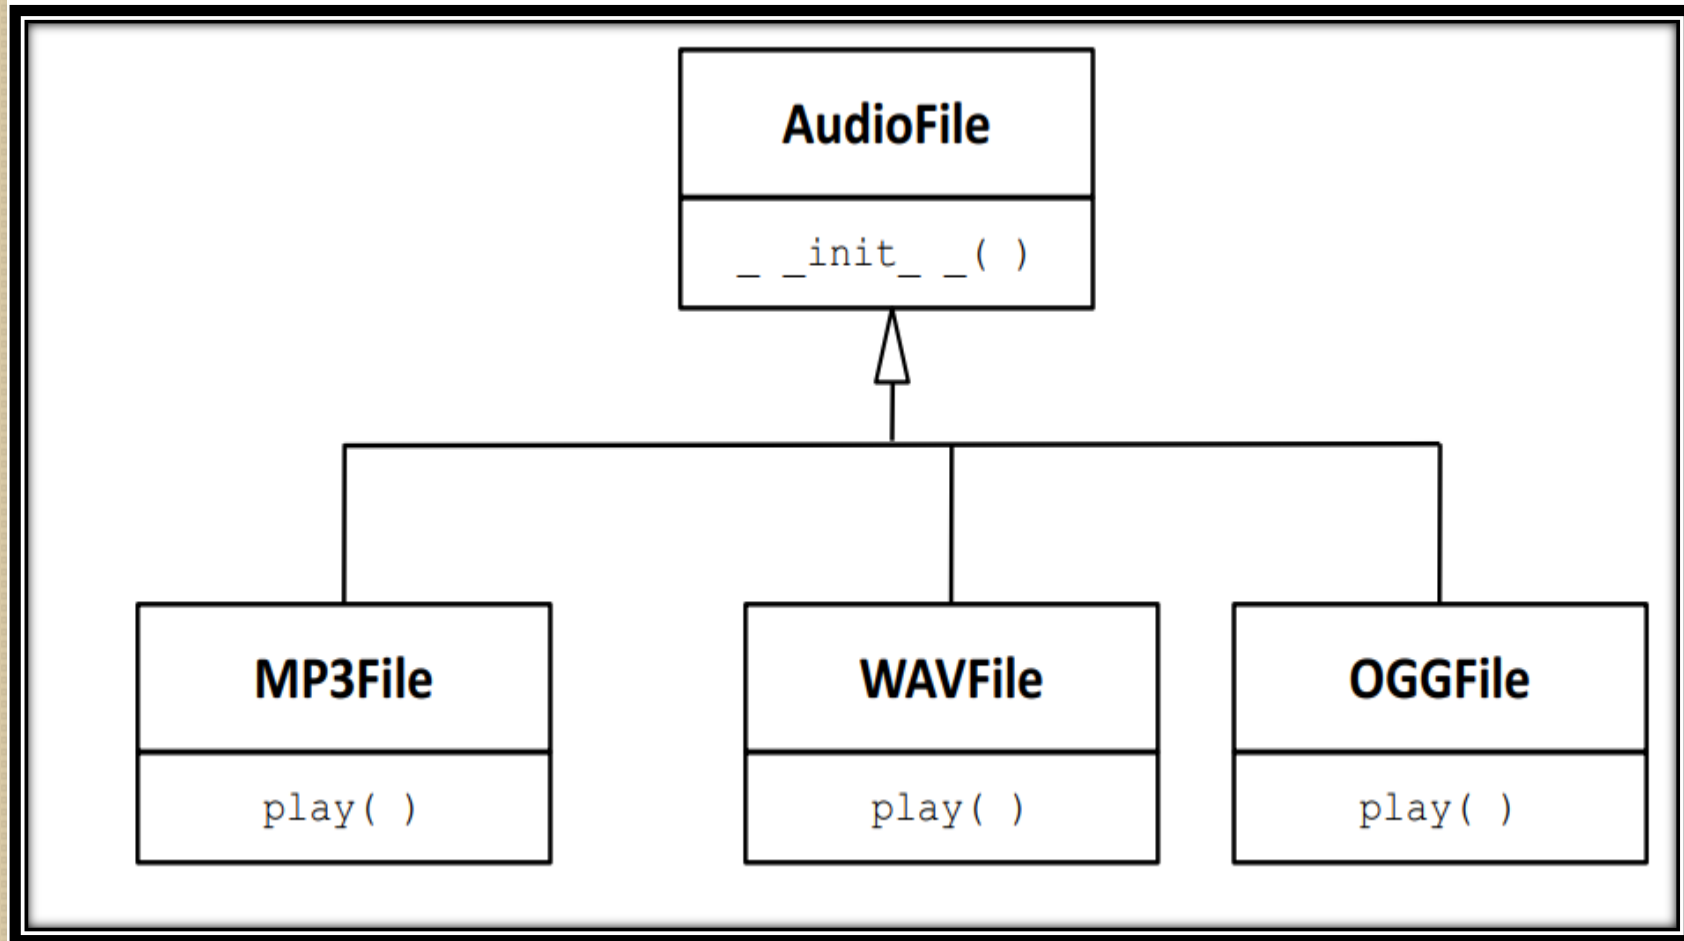 AudioFile
_ _init_ _( )
MP3File
WAVFile
OGGFile
play( )
play( )
play( )